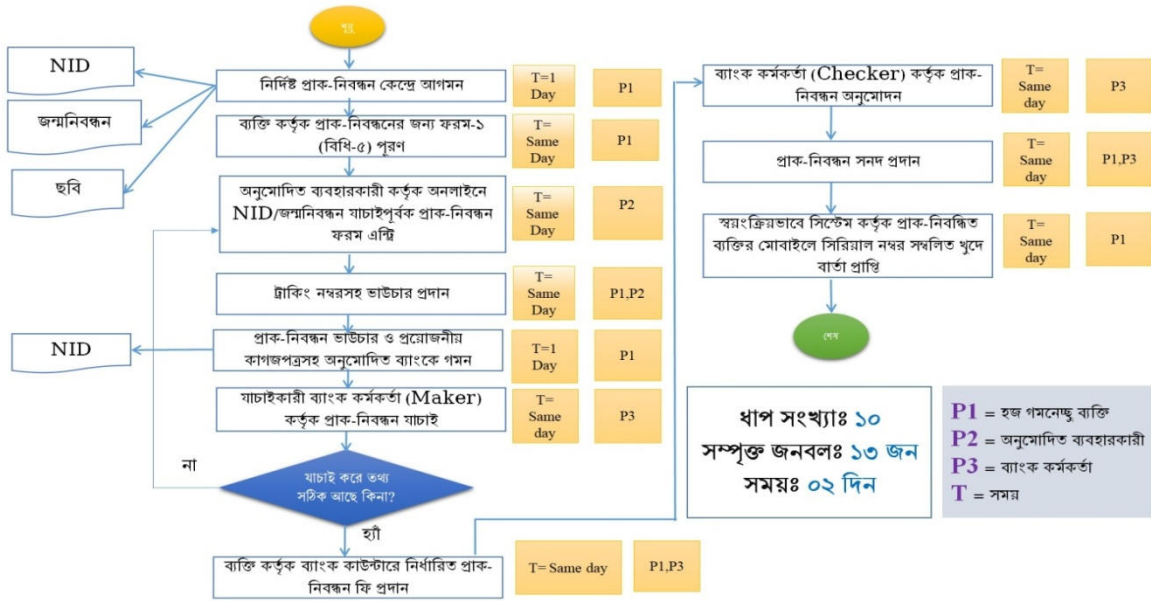 শুরু
NID
জন্মনিবন্ধন
ছবি
নির্দিষ্ট প্রাক-নিবন্ধন কেন্দ্রে আগমন
T=1
Day
P1
ব্যক্তি কর্তৃক প্রাক-নিবন্ধনের জন্য ফরম-১
(বিধি-৫) পূরণ
T=
Same
Day
P1
অনুমোদিত ব্যবহারকারী কর্তৃক অনলাইনে
NID/জন্মনিবন্ধন যাচাইপূর্বক প্রাক-নিবন্ধন
ফরম এন্ট্রি
T=
Same
Day
P2
ট্রাকিং নম্বরসহ ভাউচার প্রদান
T=
Same
Day
P1,P2
NID
প্রাক-নিবন্ধন ভাউচার ও প্রয়োজনীয়
কাগজপত্রসহ অনুমোদিত ব্যাংকে গমন
T=1
Day
P1
যাচাইকারী ব্যাংক কর্মকর্তা (Maker)
কর্তৃক প্রাক-নিবন্ধন যাচাই
T=
Same
day
P3
না
যাচাই করে তথ্য
সঠিক আছে কিনা?
হ্যাঁ
ব্যক্তি কর্তৃক ব্যাংক কাউন্টারে নির্ধারিত প্রাক-
নিবন্ধন ফি প্রদান
T= Same day
P1,P3
ব্যাংক কর্মকর্তা (Checker) কর্তৃক প্রাক-
নিবন্ধন অনুমোদন
T=
Same
day
P3
প্রাক-নিবন্ধন সনদ প্রদান
T=
Same
day
P1,P3
স্বয়ংক্রিয়ভাবে সিস্টেম কর্তৃক প্রাক-নিবন্ধিত
ব্যক্তির মোবাইলে সিরিয়াল নম্বর সম্বলিত খুদে
বার্তা প্রাপ্তি
T=
Same
day
P1
শেষ
ধাপ সংখ্যাঃ ১০
সম্পৃক্ত জনবলঃ ১৩ জন
সময়ঃ ০২ দিন
P1 = হজ গমনেচ্ছু ব্যক্তি
P2 = অনুমোদিত ব্যবহারকারী
P3 = ব্যাংক কর্মকর্তা
T = সময়